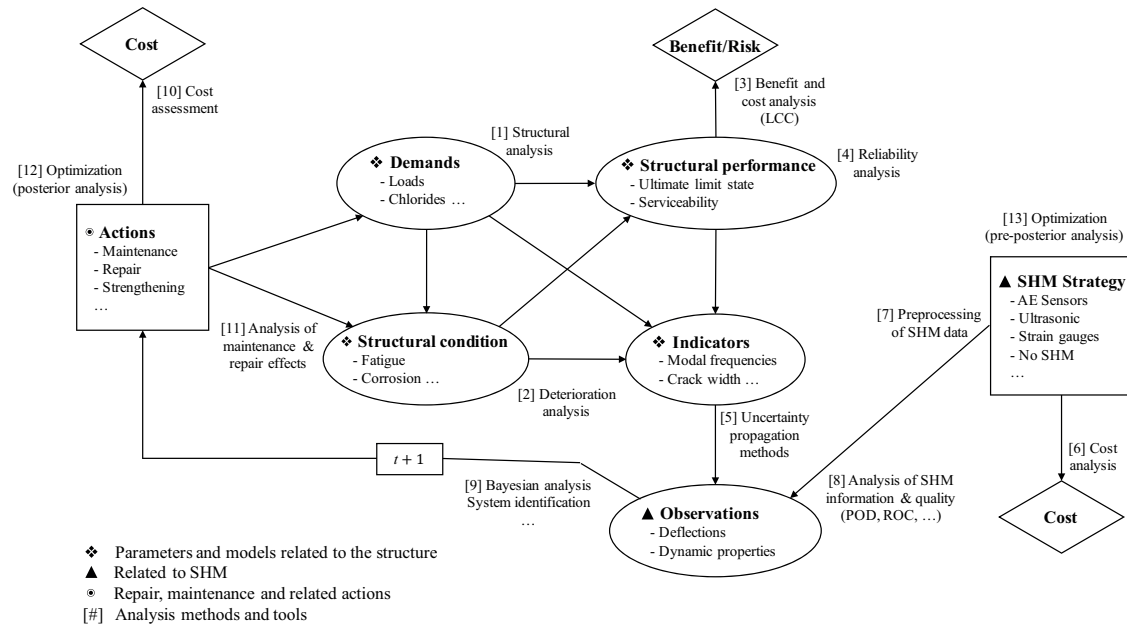 Cost
Benefit/Risk
[10] Cost
assessment
[3] Benefit and
cost analysis
(LCC)
[1] Structural
analysis
❖ Demands
- Loads
- Chlorides …
❖ Structural performance
- Ultimate limit state
- Serviceability
[4] Reliability
analysis
[12] Optimization
(posterior analysis)
◉ Actions
- Maintenance
- Repair
- Strengthening
…
[13] Optimization
(pre-posterior analysis)
▲ SHM Strategy
- AE Sensors
- Ultrasonic
- Strain gauges
- No SHM
…
[7] Preprocessing
of SHM data
[11] Analysis of
maintenance &
repair effects
❖ Structural condition
- Fatigue
- Corrosion …
❖ Indicators
- Modal frequencies
- Crack width …
[2] Deterioration
analysis
[5] Uncertainty
propagation
methods
[6] Cost
analysis
t + 1
[9] Bayesian analysis
System identification
…
[8] Analysis of SHM
information & quality
(POD, ROC, …)
▲ Observations
- Deflections
- Dynamic properties
Cost
❖ Parameters and models related to the structure
▲ Related to SHM
◉ Repair, maintenance and related actions
[#] Analysis methods and tools